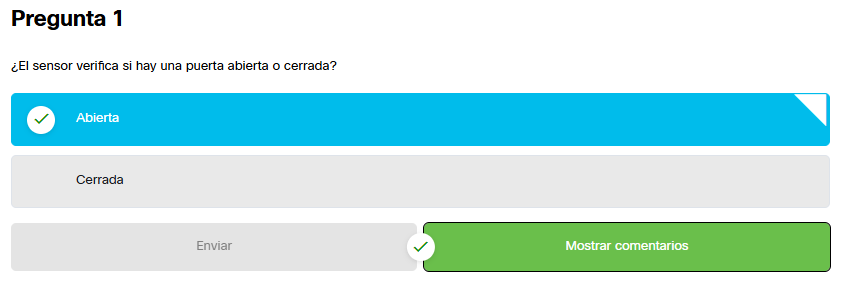 Pregunta 1
¿El sensor verifica si hay una puerta abierta o cerrada?
Abierta
Cerrada
Enviar
Mostrar comentarios